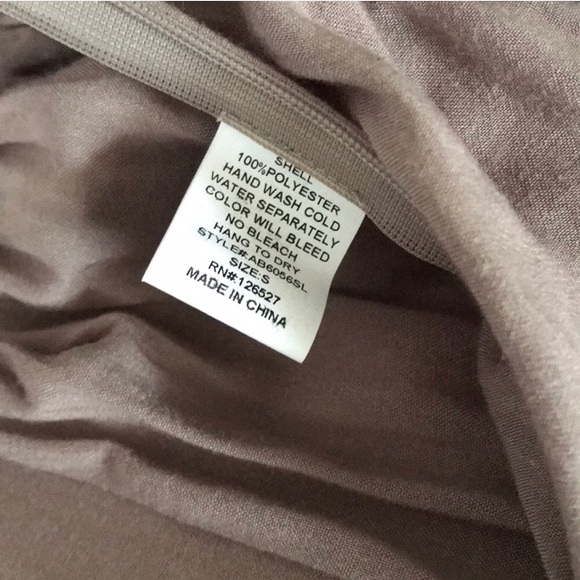 SHELL
100%POLYESTER
HAND WASH COLD
WATER SEPARATELY
COLOR WILL BLEED
NO BLEACH
HANG TO DRY
STYLE#:AB6056SL
SIZE:S
RN#:126527
MADE IN CHINA